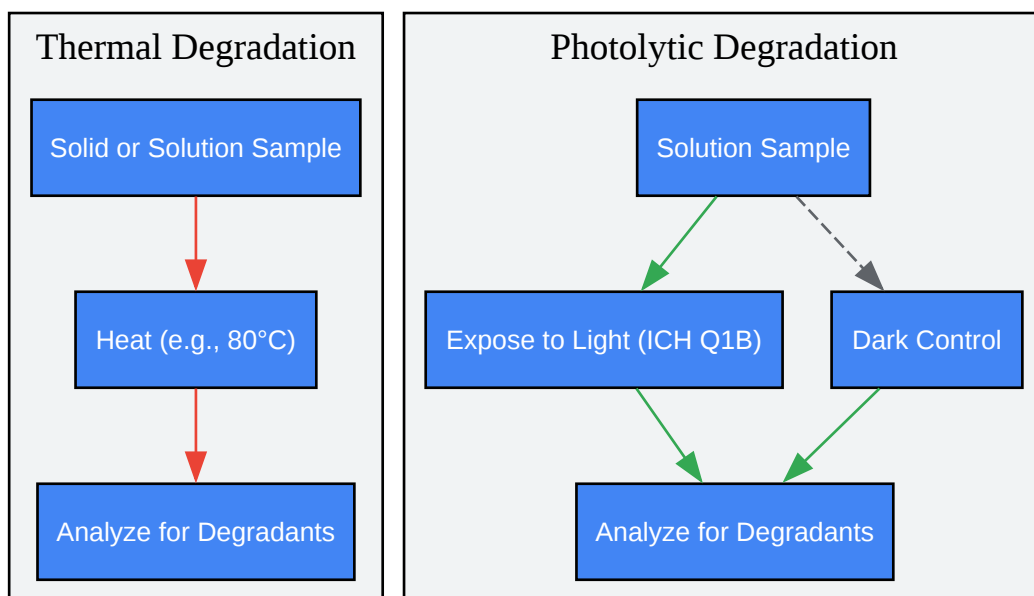 Thermal Degradation
Solid or Solution Sample
Heat (e.g., 80°C)
Analyze for Degradants
Photolytic Degradation
Solution Sample
Expose to Light (ICH Q1B)
Dark Control
Analyze for Degradants